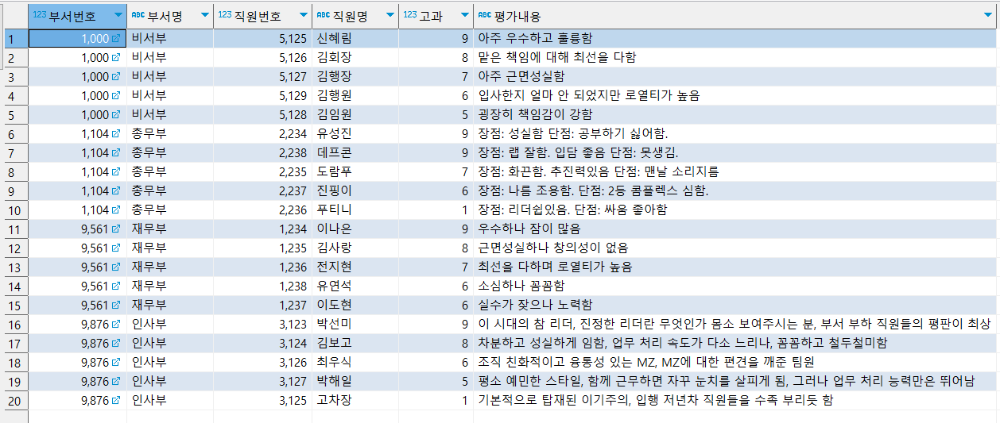 123 부서번호 ABC 부서명 123 직원번호 ABC 직원명 123 고과 ABC 평가내용
1 1,000 비서부 5,125 신혜림 9 아주 우수하고 훌륭함
2 1,000 비서부 5,126 김회장 8 맡은 책임에 대해 최선을 다함
3 1,000 비서부 5,127 김행장 7 아주 근면성실함
4 1,000 비서부 5,129 김행원 6 입사한지 얼마 안 되었지만 로열티가 높음
5 1,000 비서부 5,128 김임원 5 굉장히 책임감이 강함
6 1,104 총무부 2,234 유성진 9 장점: 성실함 단점: 공부하기 싫어함.
7 1,104 총무부 2,238 데프콘 9 장점: 랩 잘함. 입담 좋음 단점: 못생김.
8 1,104 총무부 2,235 도람푸 7 장점: 화끈함. 추진력있음 단점: 맨날 소리지름
9 1,104 총무부 2,237 진핑이 6 장점: 나름 조용함. 단점: 2등 콤플렉스 심함.
10 1,104 총무부 2,236 푸티니 1 장점: 리더쉽있음. 단점: 싸움 좋아함
11 9,561 재무부 1,234 이나은 9 우수하나 잠이 많음
12 9,561 재무부 1,235 김사랑 8 근면성실하나 창의성이 없음
13 9,561 재무부 1,236 전지현 7 최선을 다하며 로열티가 높음
14 9,561 재무부 1,238 유연석 6 소심하나 꼼꼼함
15 9,561 재무부 1,237 이도현 6 실수가 잦으나 노력함
16 9,876 인사부 3,123 박선미 9 이 시대의 참 리더, 진정한 리더란 무엇인가 몸소 보여주시는 분, 부서 부하 직원들의 평판이 최상
17 9,876 인사부 3,124 김보고 8 차분하고 성실하게 임함, 업무 처리 속도가 다소 느리나, 꼼꼼하고 철두철미함
18 9,876 인사부 3,126 최우식 6 조직 친화적이고 융통성 있는 MZ, MZ에 대한 편견을 깨준 팀원
19 9,876 인사부 3,127 박해일 5 평소 예민한 스타일, 함께 근무하면 자꾸 눈치를 살피게 됨, 그러나 업무 처리 능력만은 뛰어남
20 9,876 인사부 3,125 고차장 1 기본적으로 탑재된 이기주의, 입행 저년차 직원들을 수족 부리듯 함